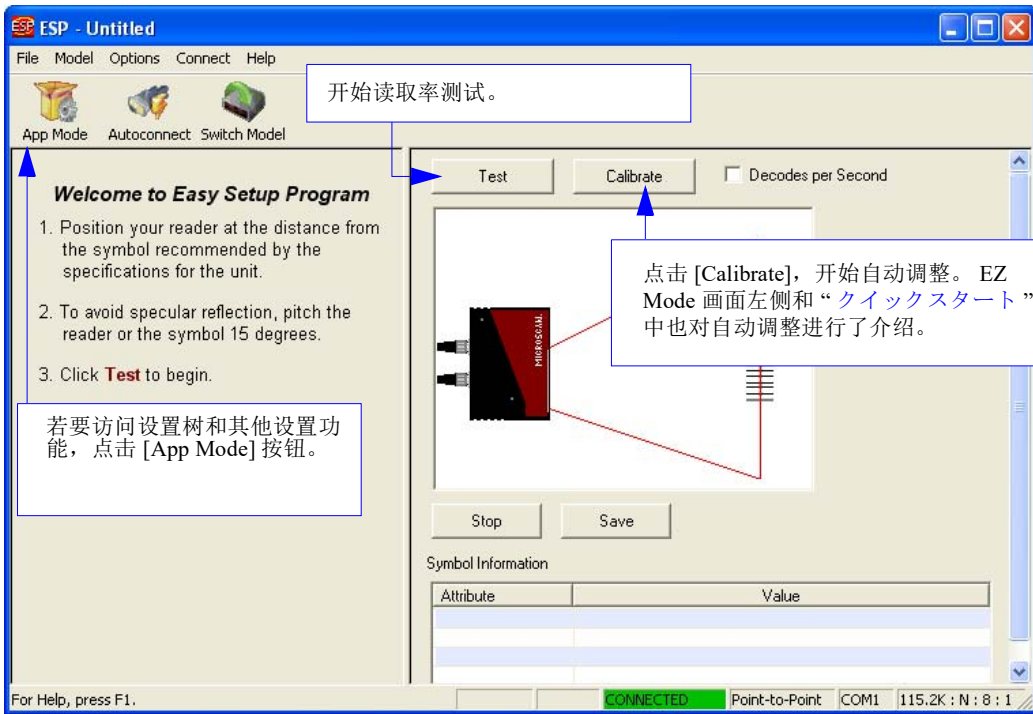 ESP - Untitled
File Model Options Connect Help
App Mode Autoconnect Switch Model
开始读取率测试。
Welcome to Easy Setup Program
1. Position your reader at the distance from
the symbol recommended by the
specifications for the unit.
2. To avoid specular reflection, pitch the
reader or the symbol 15 degrees.
3. Click Test to begin.
若要访问设置树和其他设置功
能，点击 [App Mode] 按钮。
Test Calibrate Decodes per Second
点击 [Calibrate]，开始自动调整。 EZ
Mode 画面左侧和 “ クイックスタート ”
中也对自动调整进行了介绍。
MICROSCAN.
Stop Save
Symbol Information
Attribute Value
For Help, press F1. CONNECTED Point-to-Point COM1 115.2K : N : 8 : 1